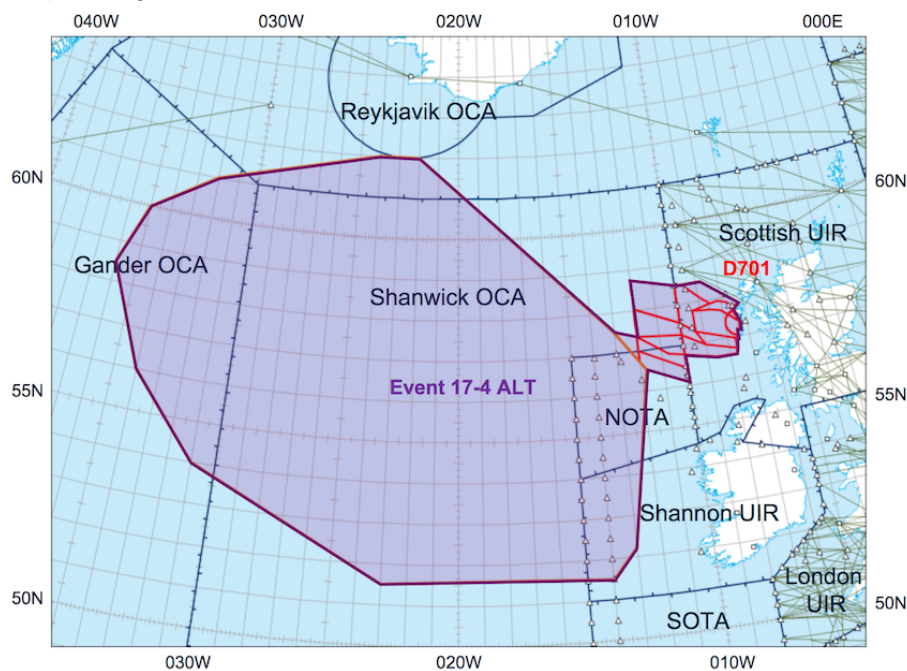 040W 030W 020W 010W 000E
Reykjavik OCA
60N 60N
Scottish UIR
Gander OCA D701
Shanwick OCA
Event 17-4 ALT
55N 55N
NOTA
Shannon UIR
London
UIR
50N 50N
SOTA
030W 020W 010W